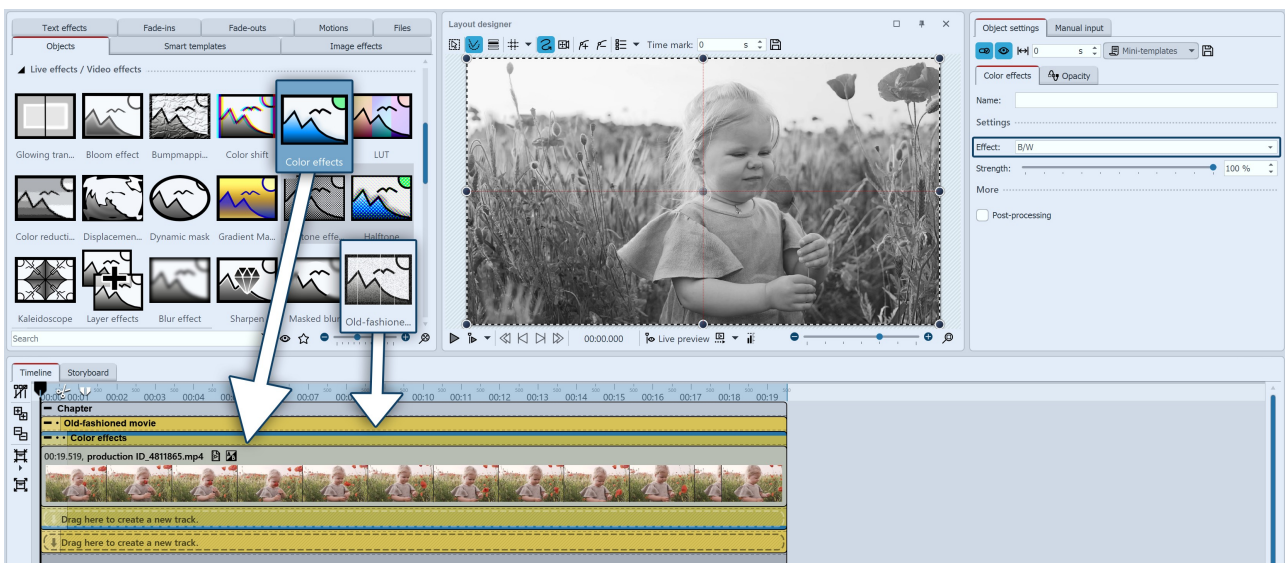 Text effects
Fade-ins
Fade-outs
Motions
Files
Objects
Smart templates
Image effects
Live effects / Video effects
Glowing tran...
Bloom effect
Bumpmappi...
Color shift
Color effects
LUT
Color reducti...
Displacemen...
Dynamic mask
Gradient Ma...
tone effe...
Halftone
Kaleidoscope
Layer effects
Blur effect
Sharpen
Masked blur
Old-fashione...
Search
Layout designer
Time mark: 0 s
00:00.000
Live preview
Object settings
Manual input
0 s
Mini-templates
Color effects
Opacity
Name:
Settings
Effect: B/W
Strength: 100 %
More
Post-processing
Timeline
Storyboard
00:01 00:02 00:03 00:04 00:07 00:10 00:11 00:12 00:13 00:14 00:15 00:16 00:17 00:18 00:19
Chapter
Old-fashioned movie
Color effects
00:19.519, production ID_4811865.mp4
Drag here to create a new track.
Drag here to create a new track.